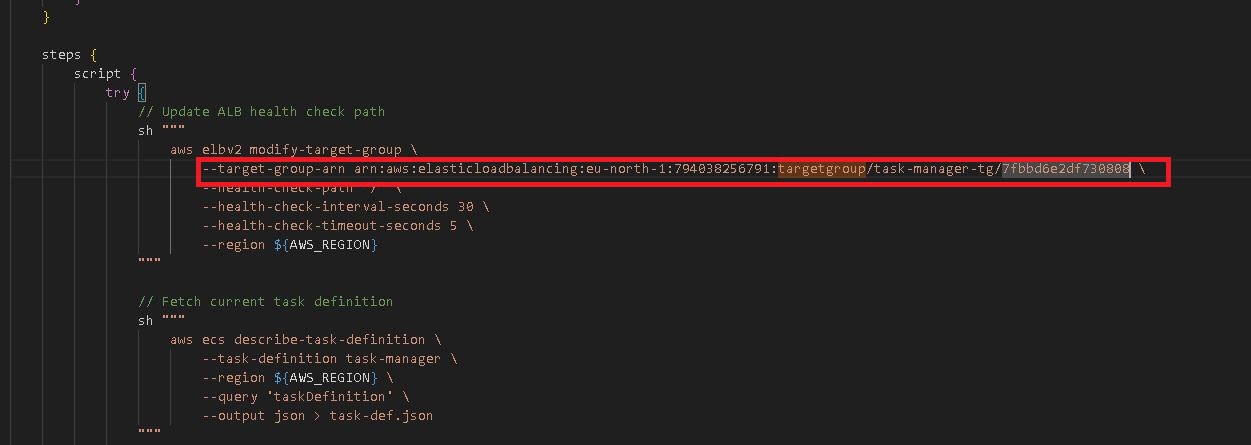 }
}
steps {
script {
try {
// Update ALB health check path
sh """
aws elbv2 modify-target-group \
--target-group-arn arn:aws:elasticloadbalancing:eu-north-1:794038256791:targetgroup/task-manager-tg/7fbbd6e2df730808 \
--health-check-path "/" \
--health-check-interval-seconds 30 \
--health-check-timeout-seconds 5 \
--region ${AWS_REGION}
"""
// Fetch current task definition
sh """
aws ecs describe-task-definition \
--task-definition task-manager \
--region ${AWS_REGION} \
--query 'taskDefinition' \
--output json > task-def.json
"""